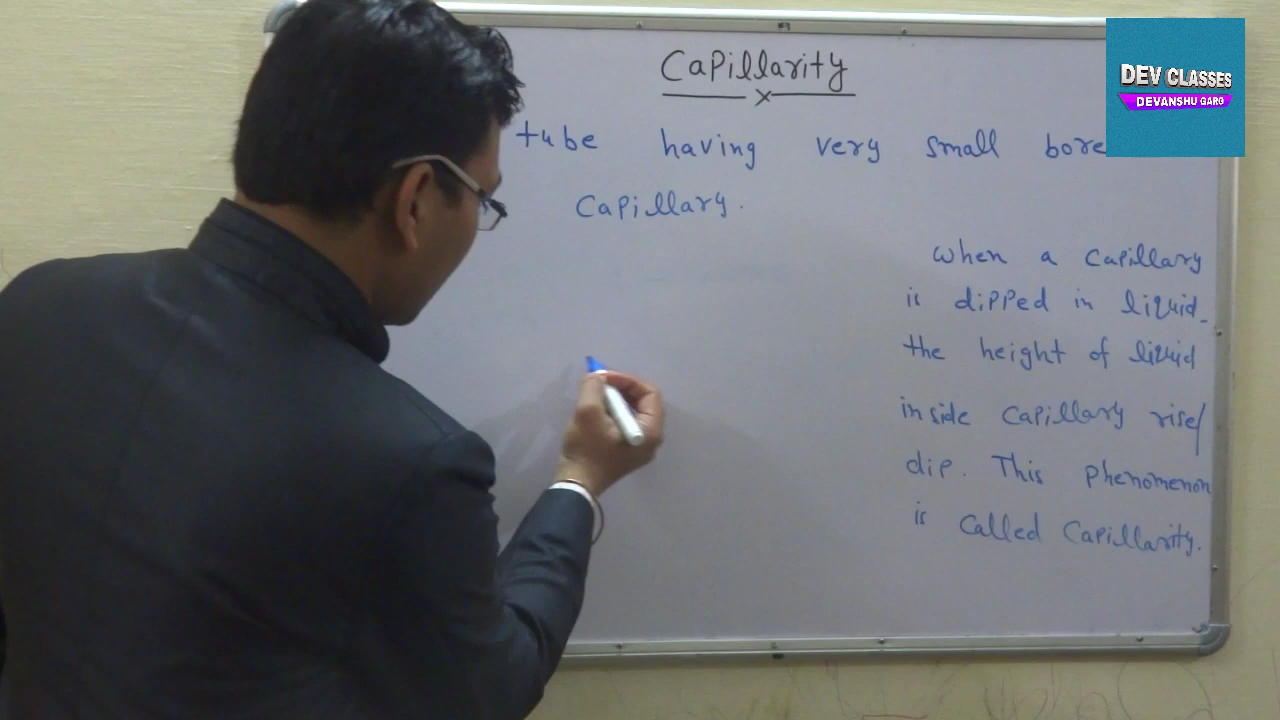 Capillarity
DEV CLASSES
DEVANSHU GARG
tube having very small bore
Capillary.
When a Capillary
is dipped in liquid.
the height of liquid
inside Capillary rise/
dip. This phenomenon
is called Capillarity.